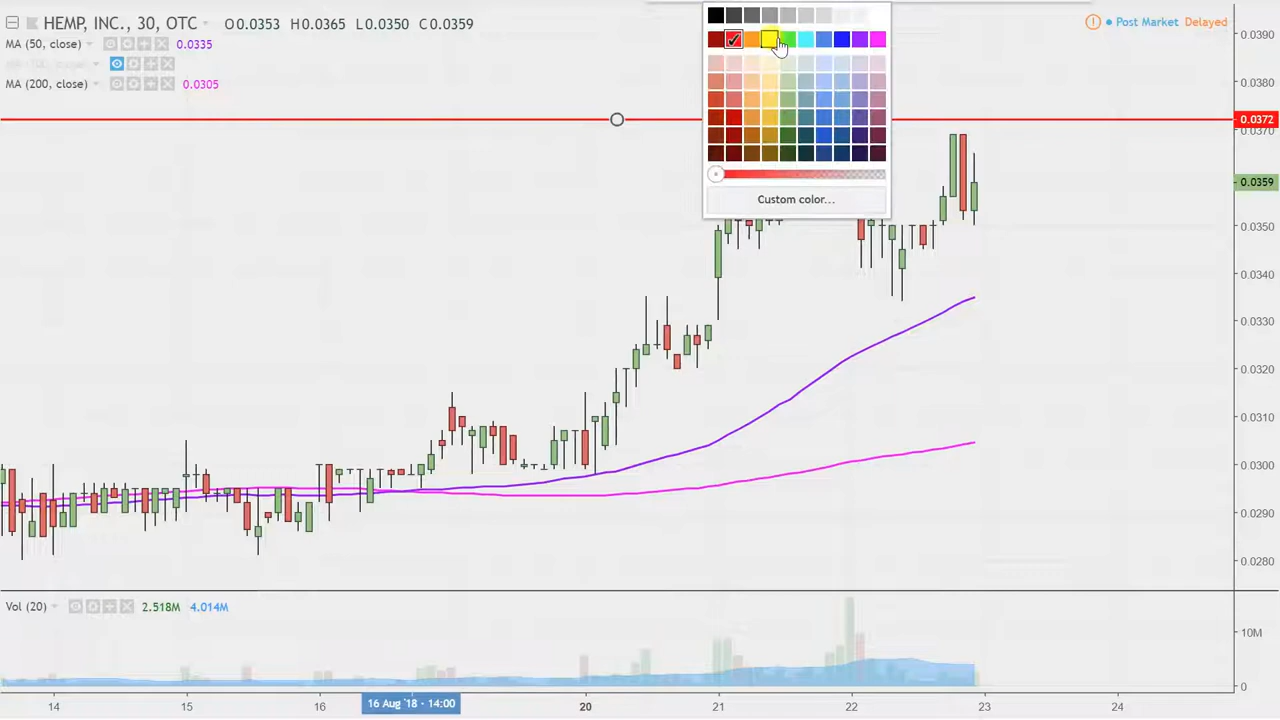 HEMP, INC., 30, OTC O0.0353 H0.0365 L0.0350 C0.0359
Post Market Delayed
MA (50, close) 0.0335
MA (200, close) 0.0305
Custom color...
0.0390
0.0380
0.0372
0.0370
0.0359
0.0350
0.0340
0.0330
0.0320
0.0310
0.0300
0.0290
0.0280
Vol (20) 2.518M 4.014M
10M
0
14 15 16 16 Aug '18 - 14:00 20 21 22 23 24